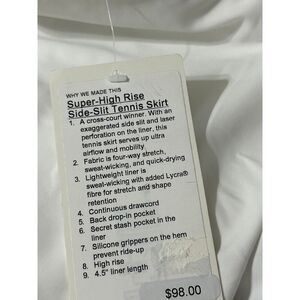 WHY WE MADE THIS
Super-High Rise
Side-Slit Tennis Skirt
1. A cross-court winner. With an
exaggerated side slit and laser
perforation on the liner, this
tennis skirt serves up ultra
airflow and mobility
2. Fabric is four-way stretch,
sweat-wicking, and quick-drying
3. Lightweight liner is
sweat-wicking with added Lycra®
fibre for stretch and shape
retention
4. Continuous drawcord
5. Back drop-in pocket
6. Secret stash pocket in the
liner
7. Silicone grippers on the hem
prevent ride-up
8. High rise
9. 4.5" liner length
$98.00